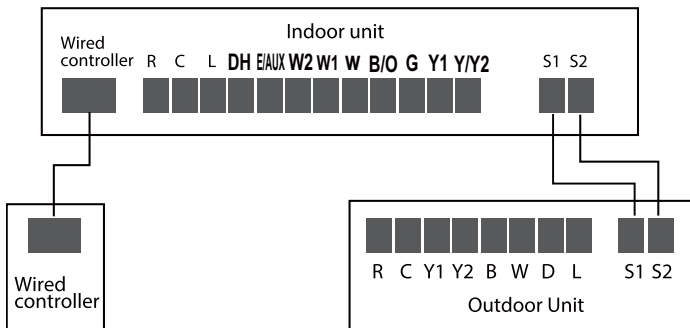 Indoor unit
Wired
controller R C L DH E/AUX W2 W1 W B/O G Y1 Y/Y2 S1 S2
Wired
controller
R C Y1 Y2 B W D L S1 S2
Outdoor Unit